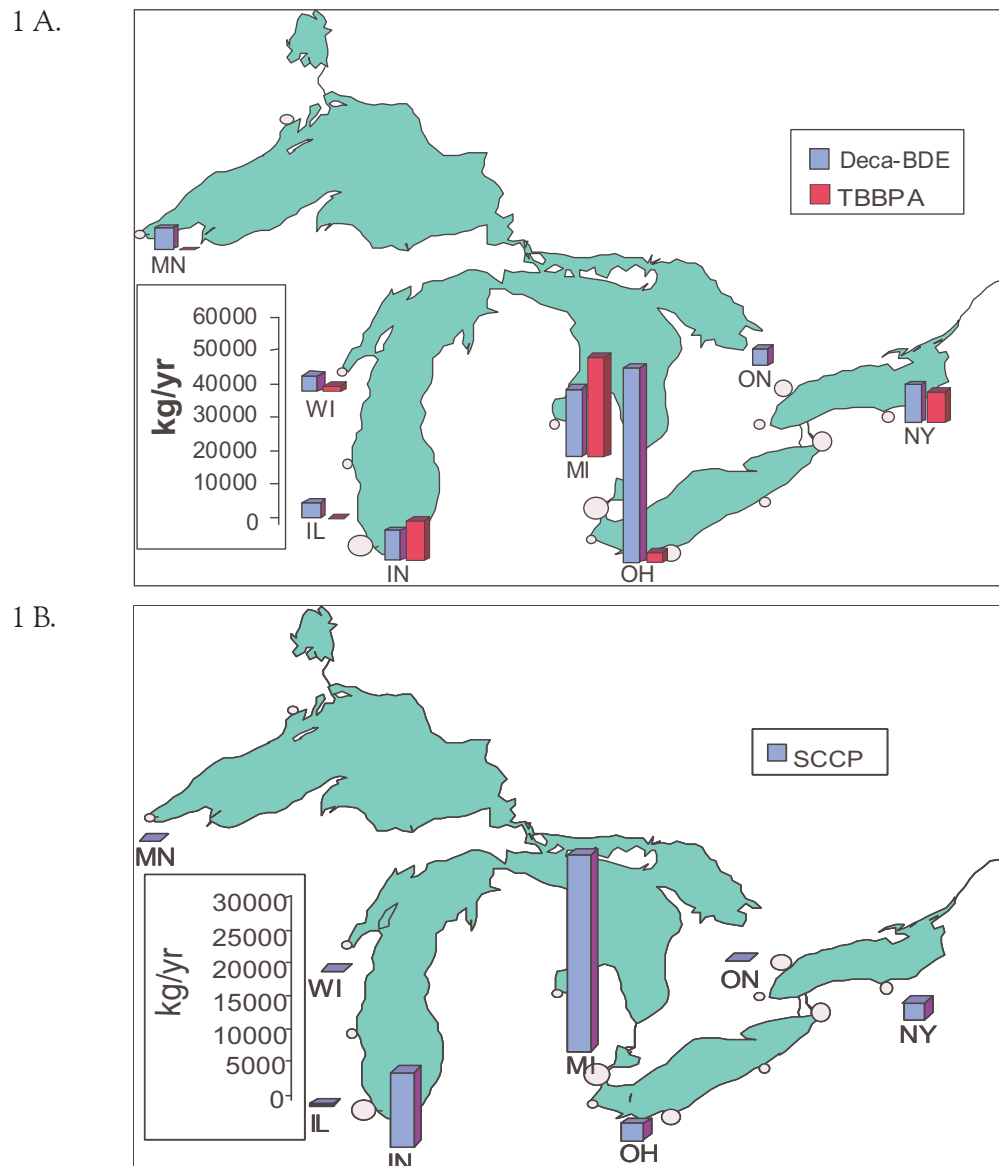 1 A.
Deca-BDE
TBBPA
MN
60000
50000
40000
30000
20000
10000
0
kg/yr
WI
IL
IN
MI
OH
ON
NY
1 B.
SCCP
MN
30000
25000
20000
15000
10000
5000
0
kg/yr
WI
IL
IN
MI
OH
ON
NY